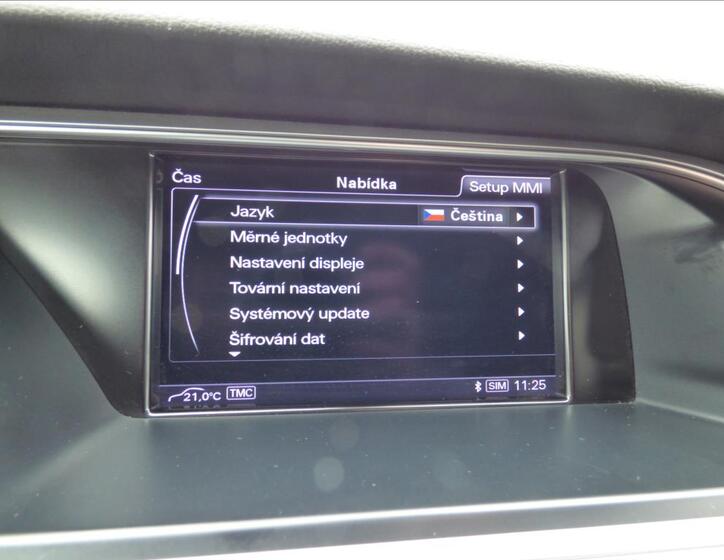 Čas
Nabídka
Setup MMI
Jazyk Čeština
Měrné jednotky
Nastavení displeje
Tovární nastavení
Systémový update
Šifrování dat
21,0°C TMC SIM 11:25